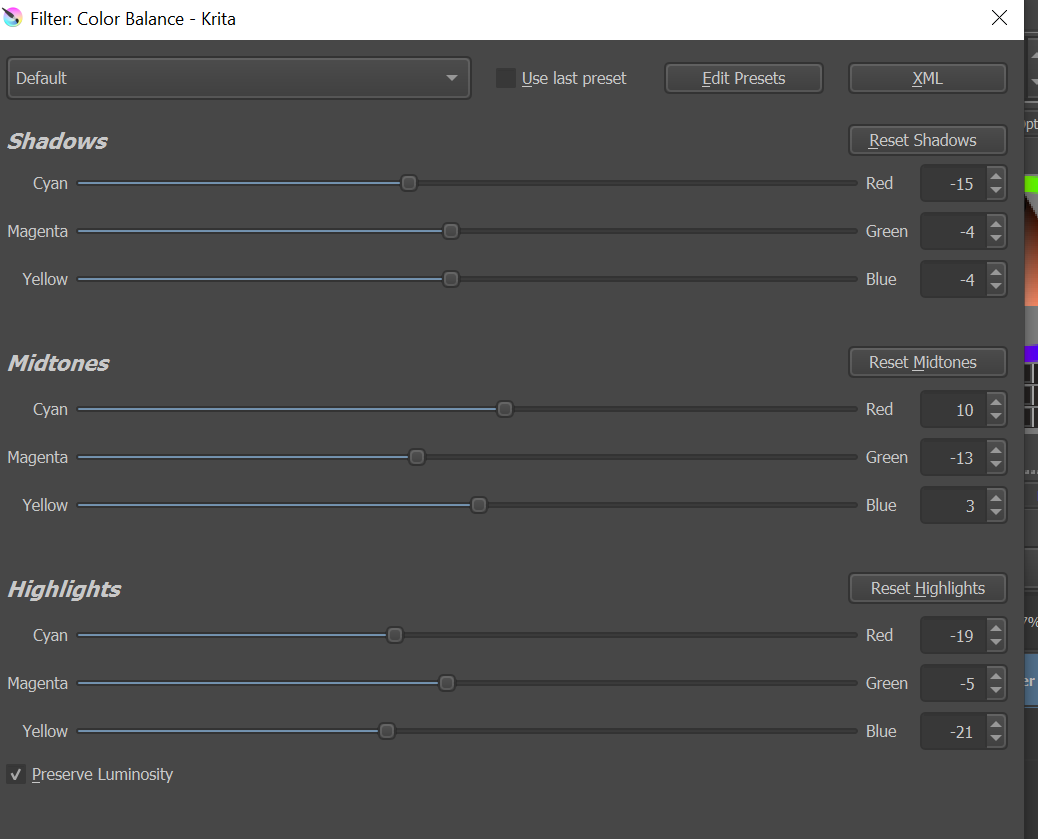 Filter: Color Balance - Krita
Default
Use last preset
Edit Presets
XML
Shadows
Reset Shadows
Cyan Red -15
Magenta Green -4
Yellow Blue -4
Midtones
Reset Midtones
Cyan Red 10
Magenta Green -13
Yellow Blue 3
Highlights
Reset Highlights
Cyan Red -19
Magenta Green -5
Yellow Blue -21
Preserve Luminosity